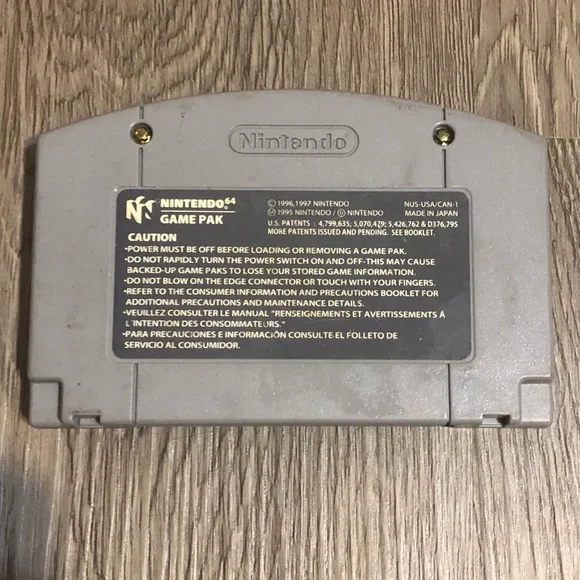 Nintendo
NINTENDO64
GAME PAK
© 1996,1997 NINTENDO
Ⓜ 1995 NINTENDO / Ⓟ NINTENDO
NUS-USA/CAN-1
MADE IN JAPAN
U.S. PATENTS : 4,799,635; 5,070,479; 5,426,762 & D376,795
MORE PATENTS ISSUED AND PENDING. SEE BOOKLET.
CAUTION
•POWER MUST BE OFF BEFORE LOADING OR REMOVING A GAME PAK.
•DO NOT RAPIDLY TURN THE POWER SWITCH ON AND OFF-THIS MAY CAUSE
BACKED-UP GAME PAKS TO LOSE YOUR STORED GAME INFORMATION.
•DO NOT BLOW ON THE EDGE CONNECTOR OR TOUCH WITH YOUR FINGERS.
•REFER TO THE CONSUMER INFORMATION AND PRECAUTIONS BOOKLET FOR
ADDITIONAL PRECAUTIONS AND MAINTENANCE DETAILS.
•VEUILLEZ CONSULTER LE MANUAL "RENSEIGNEMENTS ET AVERTISSEMENTS À
L'INTENTION DES CONSOMMATEURS."
•PARA PRECAUCIONES E INFORMACIÓN CONSULTE EL FOLLETO DE
SERVICIO AL CONSUMIDOR.